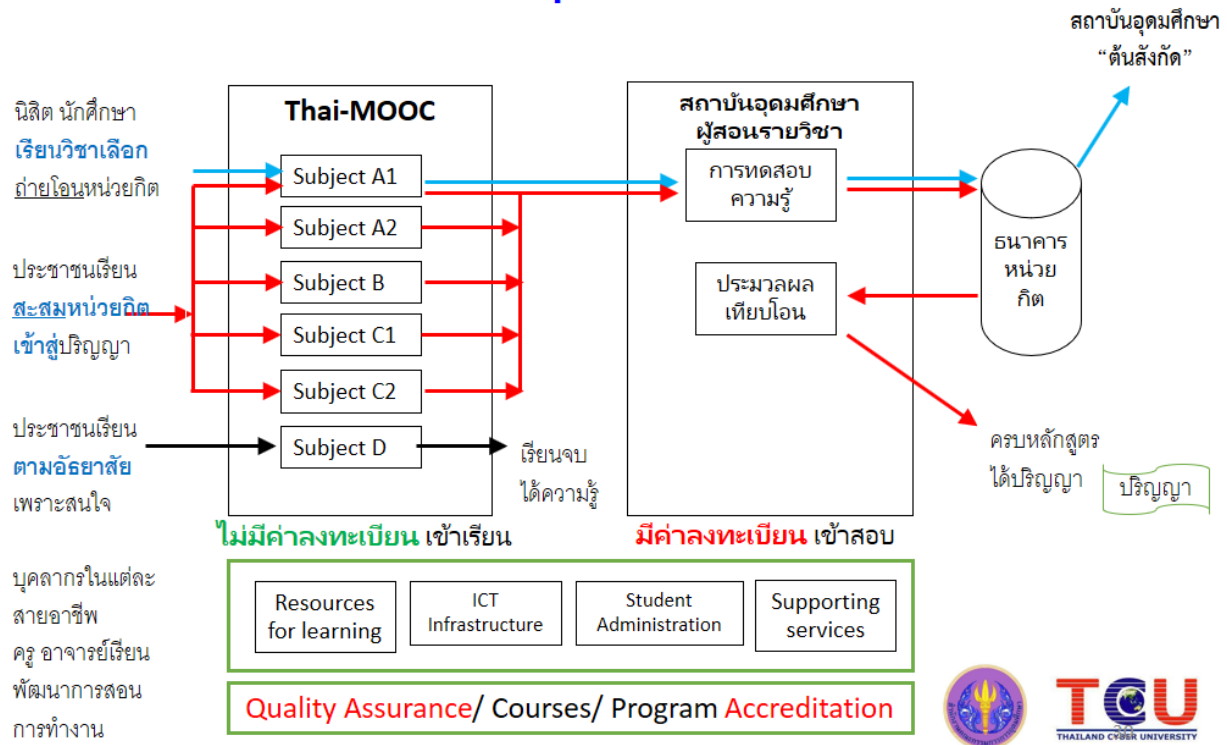 สถาบันอุดมศึกษา
“ต้นสังกัด”
นิสิต นักศึกษา
เรียนวิชาเลือก
ถ่ายโอนหน่วยกิต
ประชาชนเรียน
สะสมหน่วยกิต
เข้าสู่ปริญญา
ประชาชนเรียน
ตามอัธยาศัย
เพราะสนใจ
บุคลากรในแต่ละ
สายอาชีพ
ครู อาจารย์เรียน
พัฒนาการสอน
การทำงาน
Thai-MOOC
Subject A1
Subject A2
Subject B
Subject C1
Subject C2
Subject D
เรียนจบ
ได้ความรู้
สถาบันอุดมศึกษา
ผู้สอนรายวิชา
การทดสอบ
ความรู้
ประมวลผล
เทียบโอน
ธนาคาร
หน่วย
กิต
ครบหลักสูตร
ได้ปริญญา
ปริญญา
ไม่มีค่าลงทะเบียน เข้าเรียน
มีค่าลงทะเบียน เข้าสอบ
Resources
for learning
ICT
Infrastructure
Student
Administration
Supporting
services
Quality Assurance/ Courses/ Program Accreditation
TCU
THAILAND CYBER UNIVERSITY